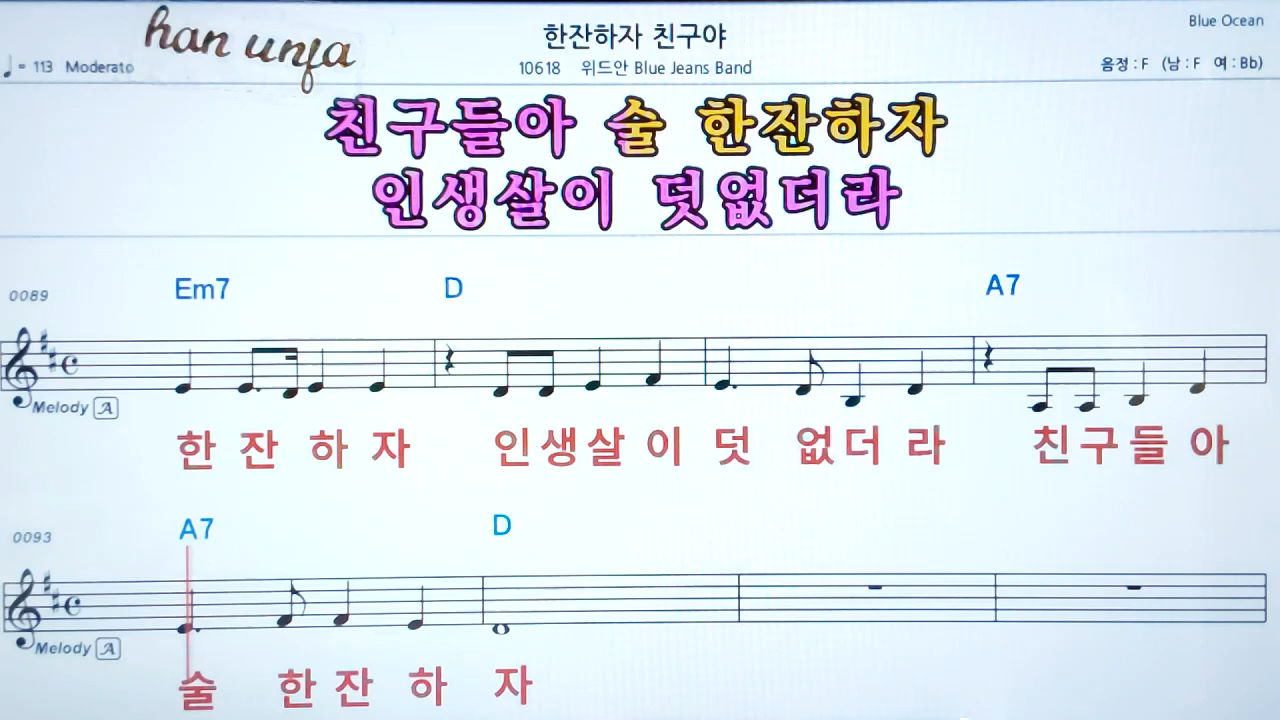 han unfa
한잔하자 친구야
Blue Ocean
♩= 113 Moderato
10618 위드안 Blue Jeans Band
음정 : F (남 : F 여 : Bb)
친구들아 술 한잔하자
인생살이 덧없더라
0089 Em7 D A7
Melody A
한 잔 하 자 인생살 이 덧 없더 라 친구들 아
0093 A7 D
Melody A
술 한 잔 하 자